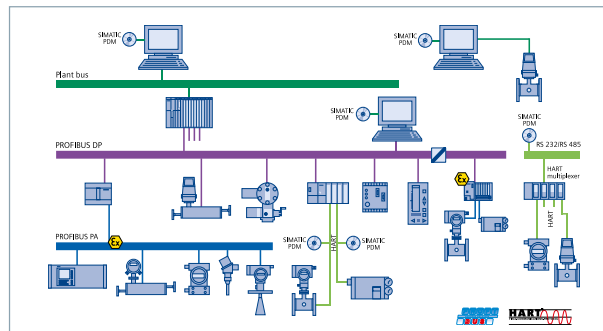 SIMATIC
PDM
SIMATIC
PDM
Plant bus
SIMATIC
PDM
SIMATIC
PDM
PROFIBUS DP
RS 232/RS 485
Ex
HART
multiplexer
HART
PROFIBUS PA
Ex
SIMATIC
PDM
HART
SIMATIC
PDM
HART